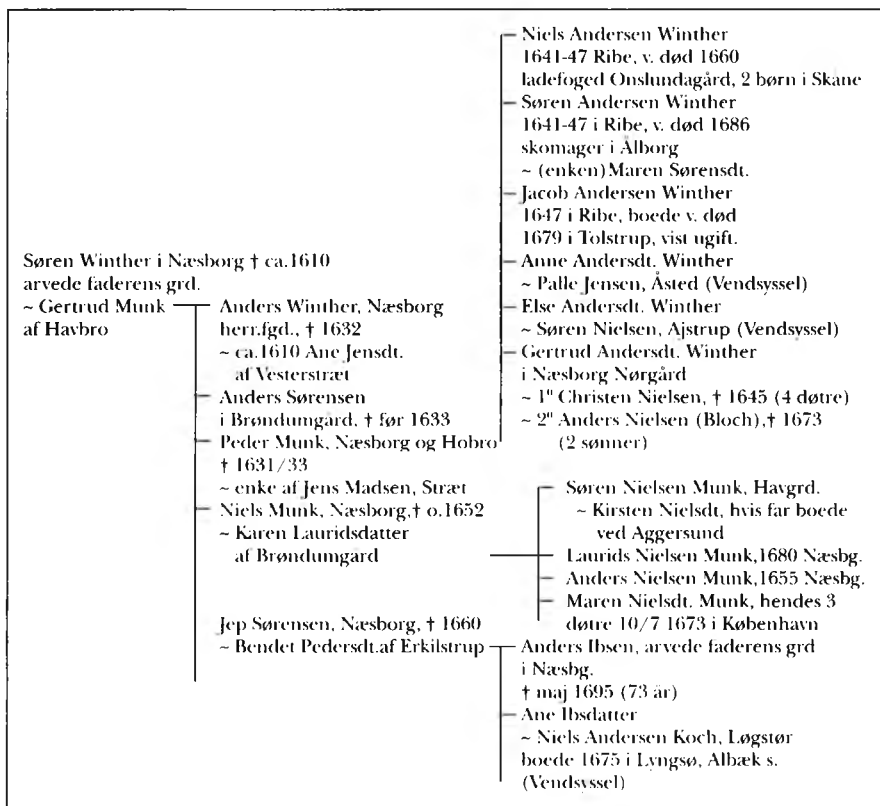 Søren Winther i Næsborg † ca.1610
arvede faderens grd.
~ Gertrud Munk
af Havbro
Anders Winther, Næsborg
herr.fgd., † 1632
~ ca.1610 Ane Jensdt.
af Vesterstræt
Anders Sørensen
i Brøndumgård, † før 1633
Peder Munk, Næsborg og Hobro
† 1631/33
~ enke af Jens Madsen, Stræt
Niels Munk, Næsborg,† o.1652
~ Karen Lauridsdatter
af Brøndumgård
Jep Sørensen, Næsborg, † 1660
~ Bendet Pedersdt.af Erkilstrup
Niels Andersen Winther
1641-47 Ribe, v. død 1660
ladefoged Onslundagård, 2 børn i Skåne
Søren Andersen Winther
1641-47 i Ribe, v. død 1686
skomager i Ålborg
~ (enken) Maren Sørensdt.
Jacob Andersen Winther
1647 i Ribe, boede v. død
1679 i Tolstrup, vist ugift.
Anne Andersdt. Winther
~ Palle Jensen, Åsted (Vendsyssel)
Else Andersdt. Winther
~ Søren Nielsen, Ajstrup (Vendsyssel)
Gertrud Andersdt. Winther
i Næsborg Nørgård
~ 1º Christen Nielsen, † 1645 (4 døtre)
~ 2º Anders Nielsen (Bloch),† 1673
(2 sønner)
Søren Nielsen Munk, Havgrd.
~ Kirsten Nielsdt, hvis far boede
ved Aggersund
Laurids Nielsen Munk,1680 Næsbg.
Anders Nielsen Munk,1655 Næsbg.
Maren Nielsdt. Munk, hendes 3
døtre 10/7 1673 i København
Anders Ibsen, arvede faderens grd
i Næsbg.
† maj 1695 (73 år)
Ane Ibsdatter
~ Niels Andersen Koch, Løgstør
boede 1675 i Lyngsø, Albæk s.
(Vendsyssel)